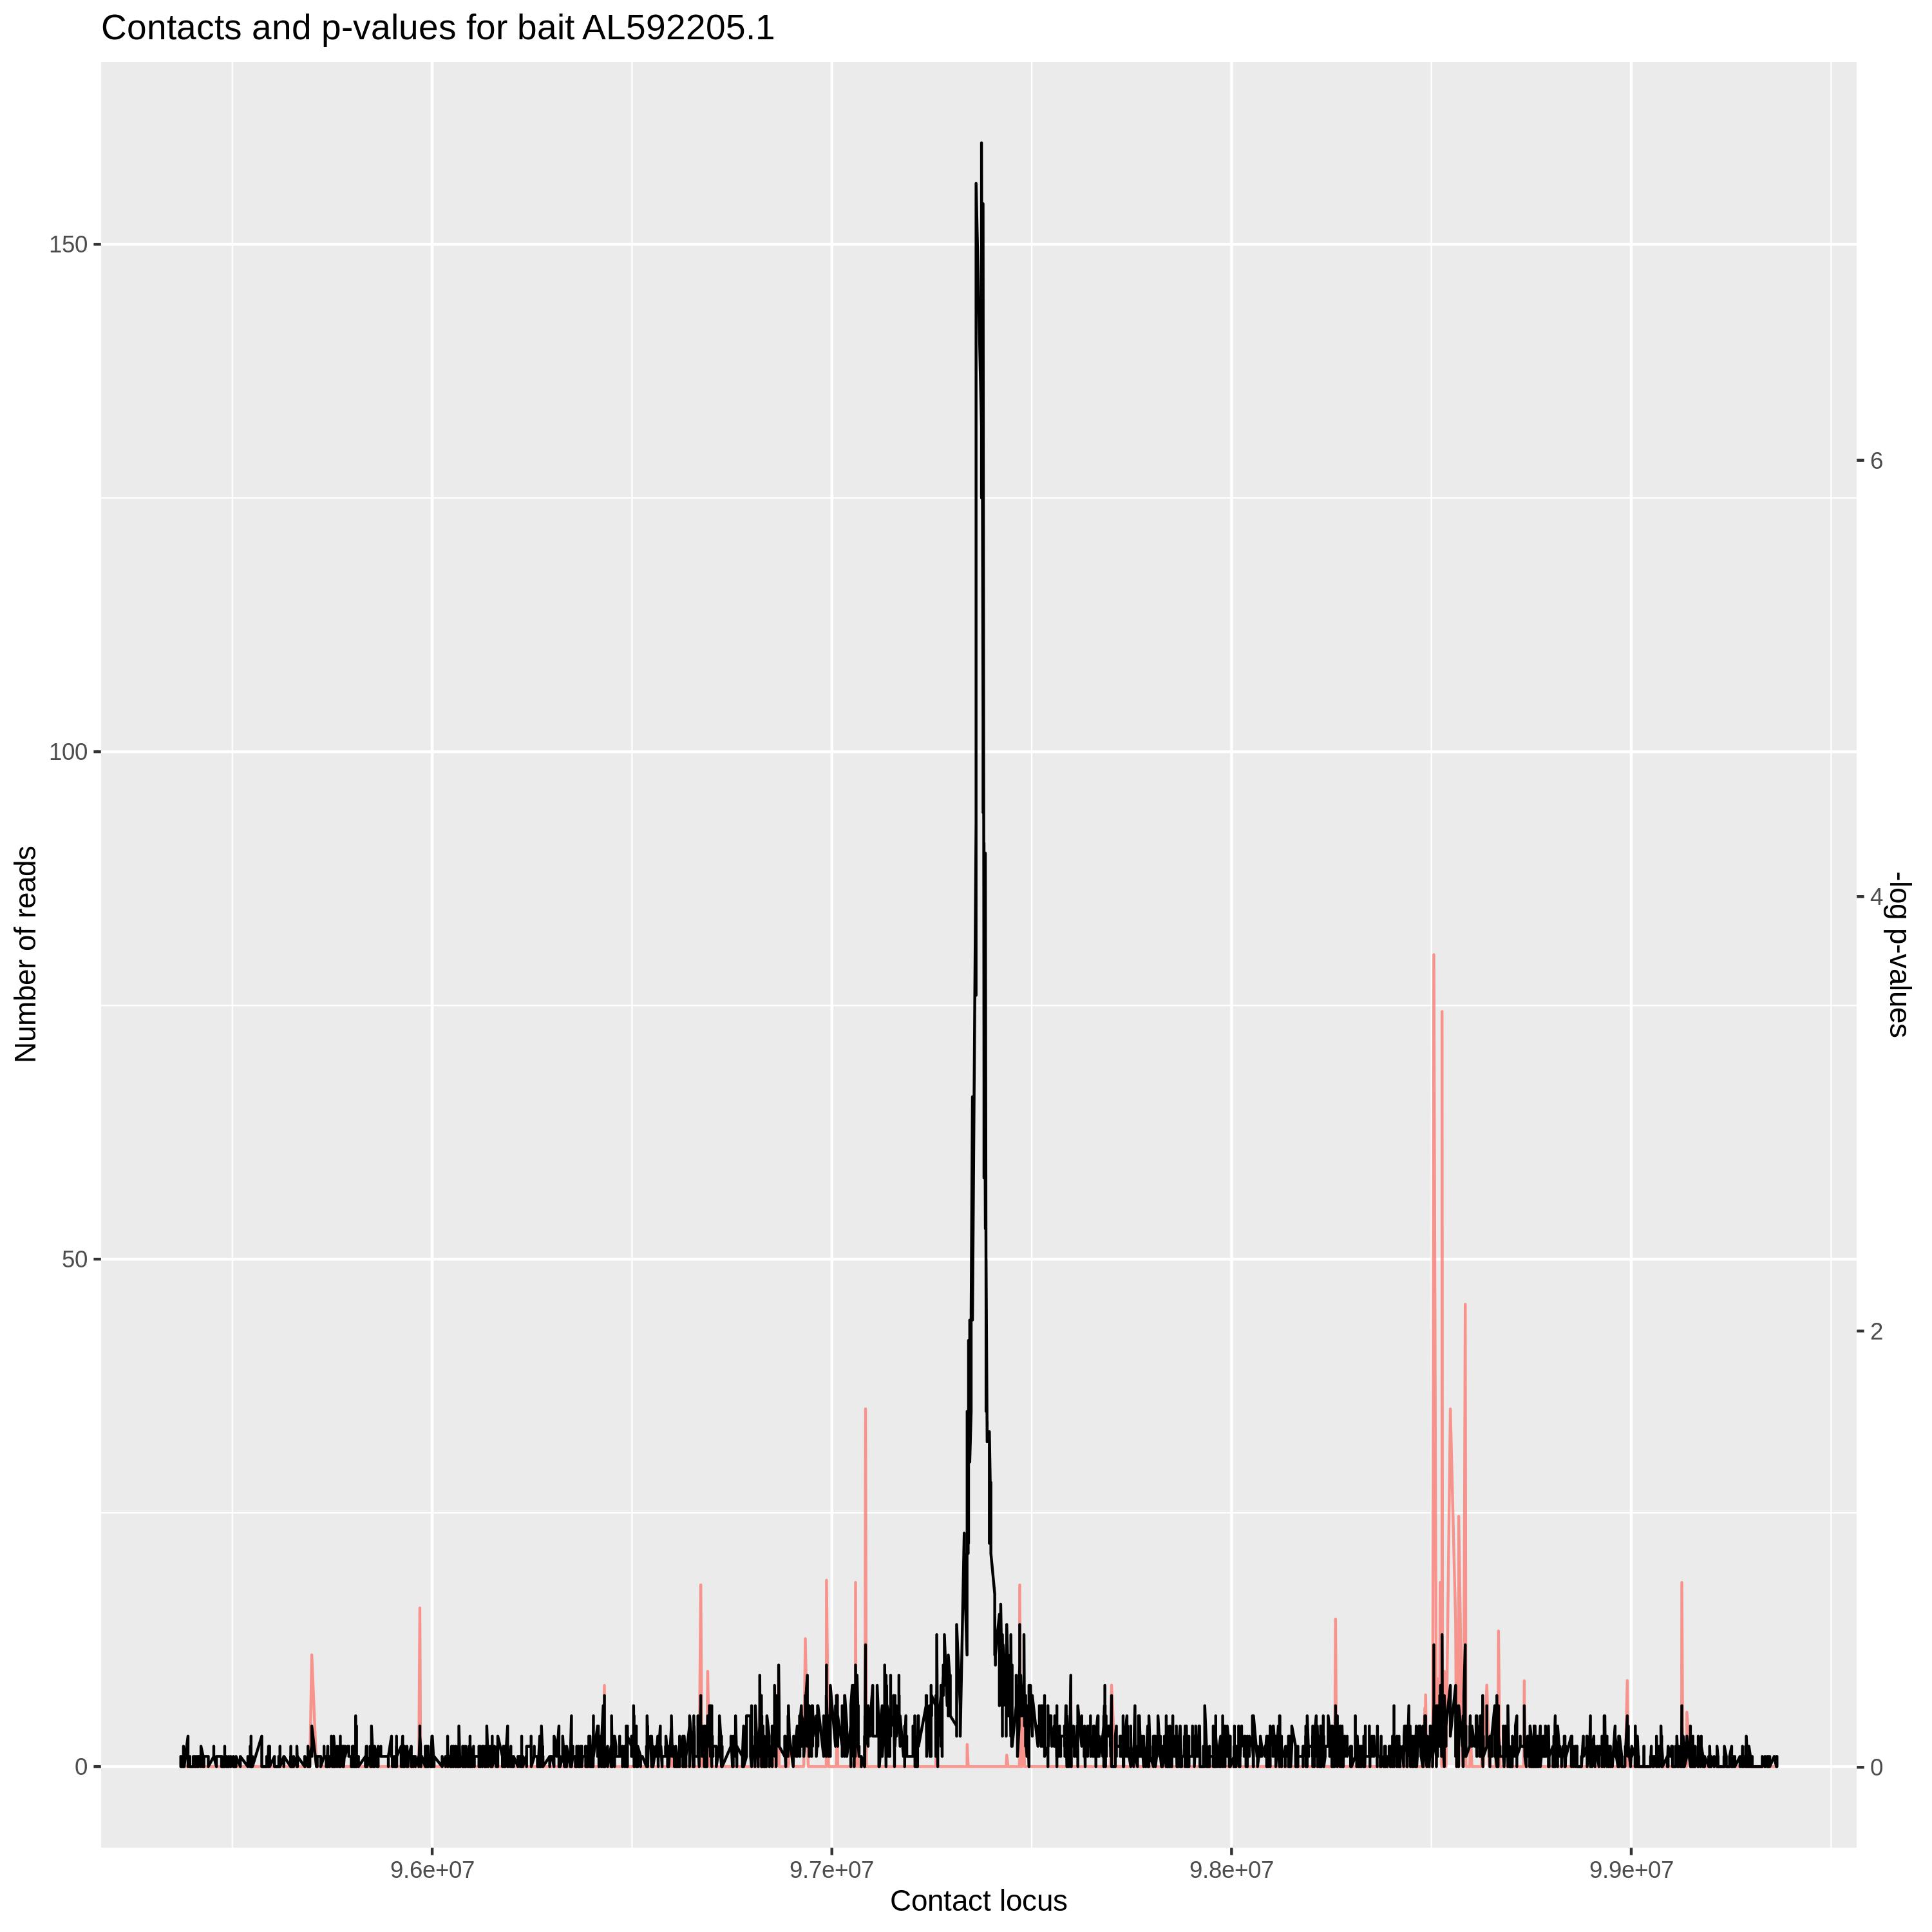 Contacts and p-values for bait AL592205.1
150
100
50
0
Number of reads
6
4
2
0
-log p-values
9.6e+07
9.7e+07
9.8e+07
9.9e+07
Contact locus